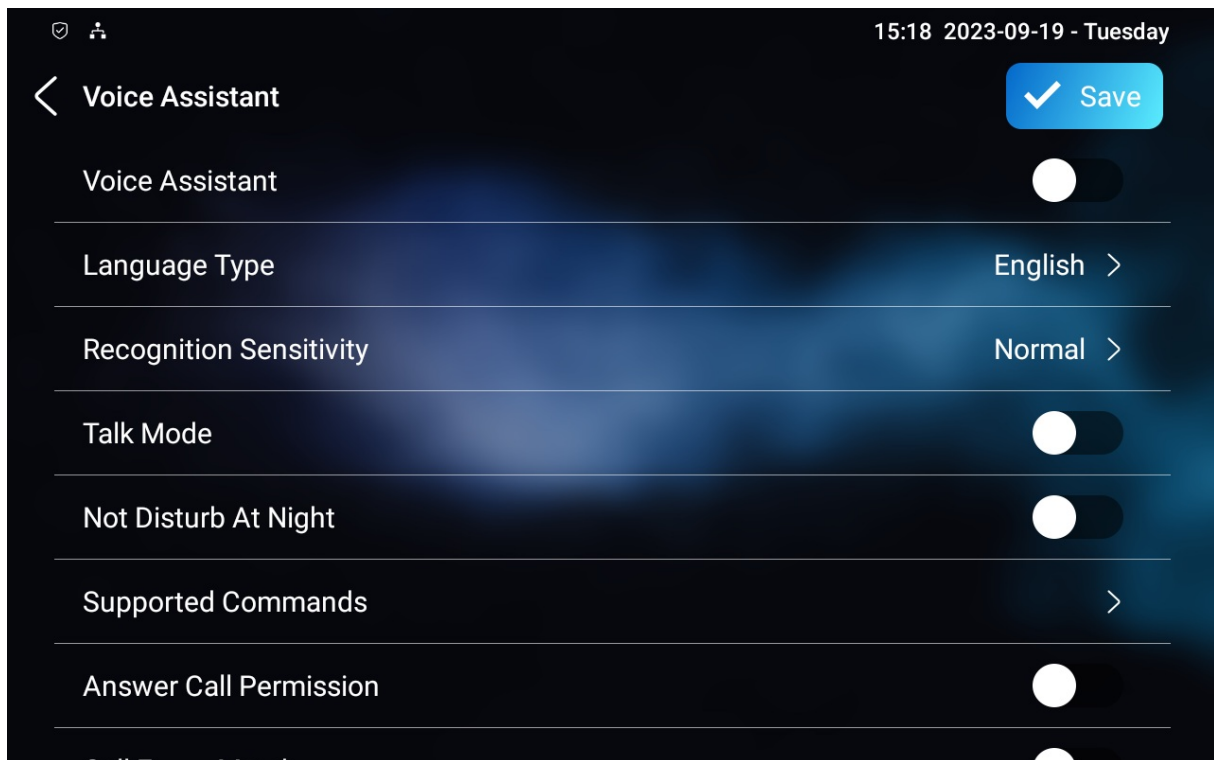 15:18 2023-09-19 - Tuesday
Voice Assistant
Save
Voice Assistant
Language Type
English
Recognition Sensitivity
Normal
Talk Mode
Not Disturb At Night
Supported Commands
Answer Call Permission